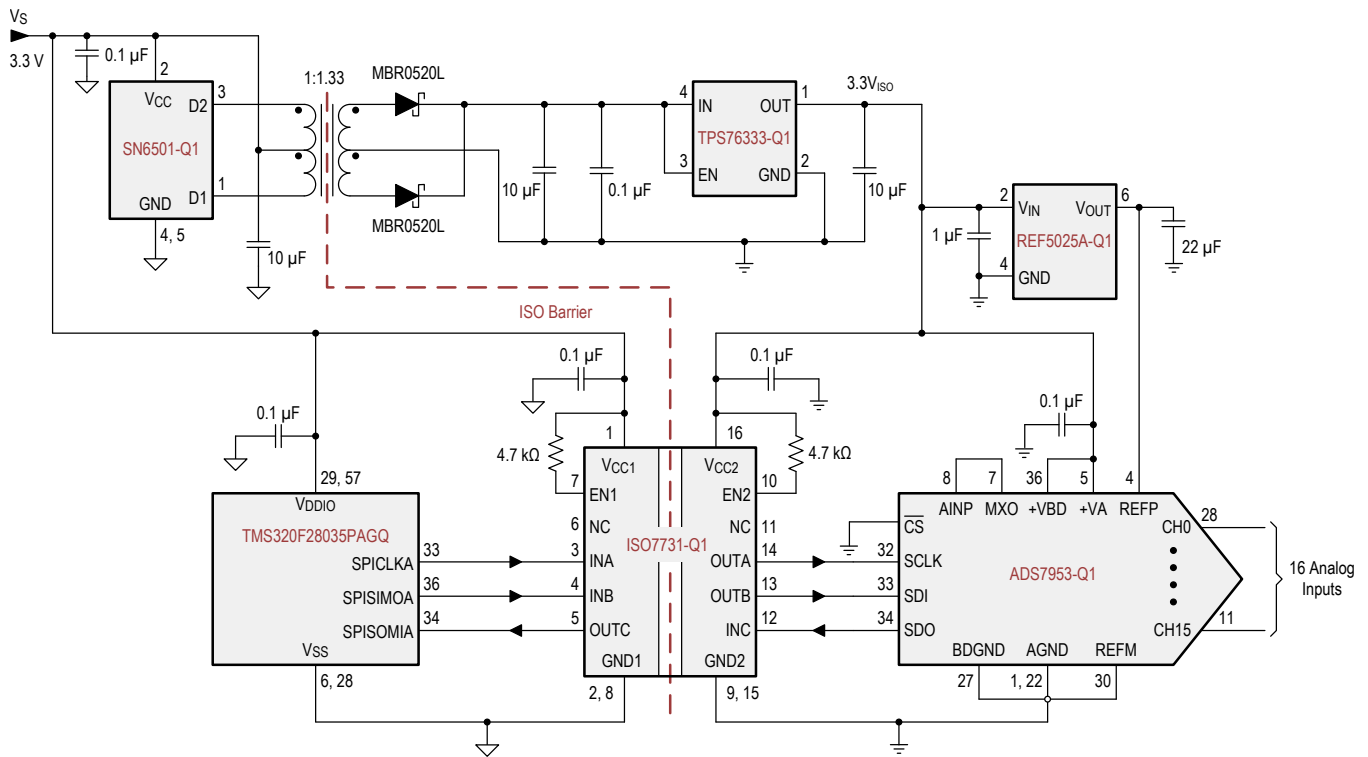 VS
3.3 V
0.1 µF
2
VCC
D2
3
SN6501-Q1
D1
1
GND
4, 5
10 µF
1:1.33
MBR0520L
MBR0520L
10 µF
0.1 µF
4
IN
OUT
1
TPS76333-Q1
3
EN
GND
2
10 µF
3.3VISO
2
VIN
VOUT
6
REF5025A-Q1
1 µF
4
GND
22 µF
ISO Barrier
0.1 µF
0.1 µF
0.1 µF
0.1 µF
4.7 kΩ
1
16
4.7 kΩ
29, 57
VDDIO
TMS320F28035PAGQ
SPICLKA
33
SPISIMOA
36
SPISOMIA
34
VSS
6, 28
VCC1
7
EN1
6
NC
3
INA
4
INB
5
OUTC
GND1
2, 8
ISO7731-Q1
VCC2
EN2
10
NC
11
OUTA
14
OUTB
13
INC
12
GND2
9, 15
8
7
36
5
4
AINP
MXO
+VBD
+VA
REFP
CS
32
SCLK
33
SDI
34
SDO
ADS7953-Q1
CH0
28
CH15
11
16 Analog
Inputs
BDGND
AGND
REFM
27
1, 22
30